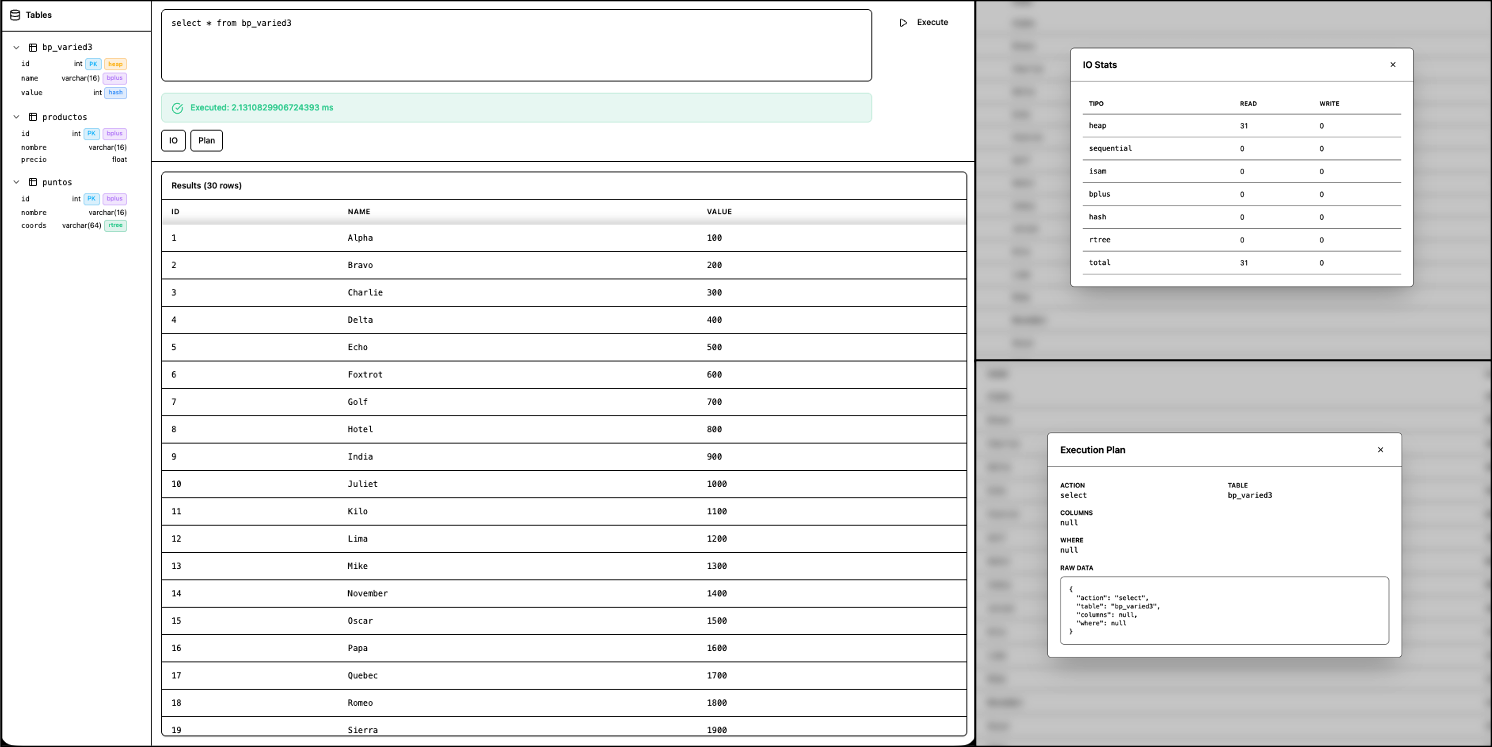 Tables
bp_varied3
id int PK heap
name varchar(16) bplus
value int hash
productos
id int PK bplus
nombre varchar(16)
precio float
puntos
id int PK bplus
nombre varchar(16)
coords varchar(64) rtree
select * from bp_varied3
Execute
Executed: 2.1310829906724393 ms
IO Plan
Results (30 rows)
ID NAME VALUE
1 Alpha 100
2 Bravo 200
3 Charlie 300
4 Delta 400
5 Echo 500
6 Foxtrot 600
7 Golf 700
8 Hotel 800
9 India 900
10 Juliet 1000
11 Kilo 1100
12 Lima 1200
13 Mike 1300
14 November 1400
15 Oscar 1500
16 Papa 1600
17 Quebec 1700
18 Romeo 1800
19 Sierra 1900
IO Stats
TIPO READ WRITE
heap 31 0
sequential 0 0
isam 0 0
bplus 0 0
hash 0 0
rtree 0 0
total 31 0
Execution Plan
ACTION TABLE
select bp_varied3
COLUMNS
null
WHERE
null
RAW DATA
{
"action": "select",
"table": "bp_varied3",
"columns": null,
"where": null
}